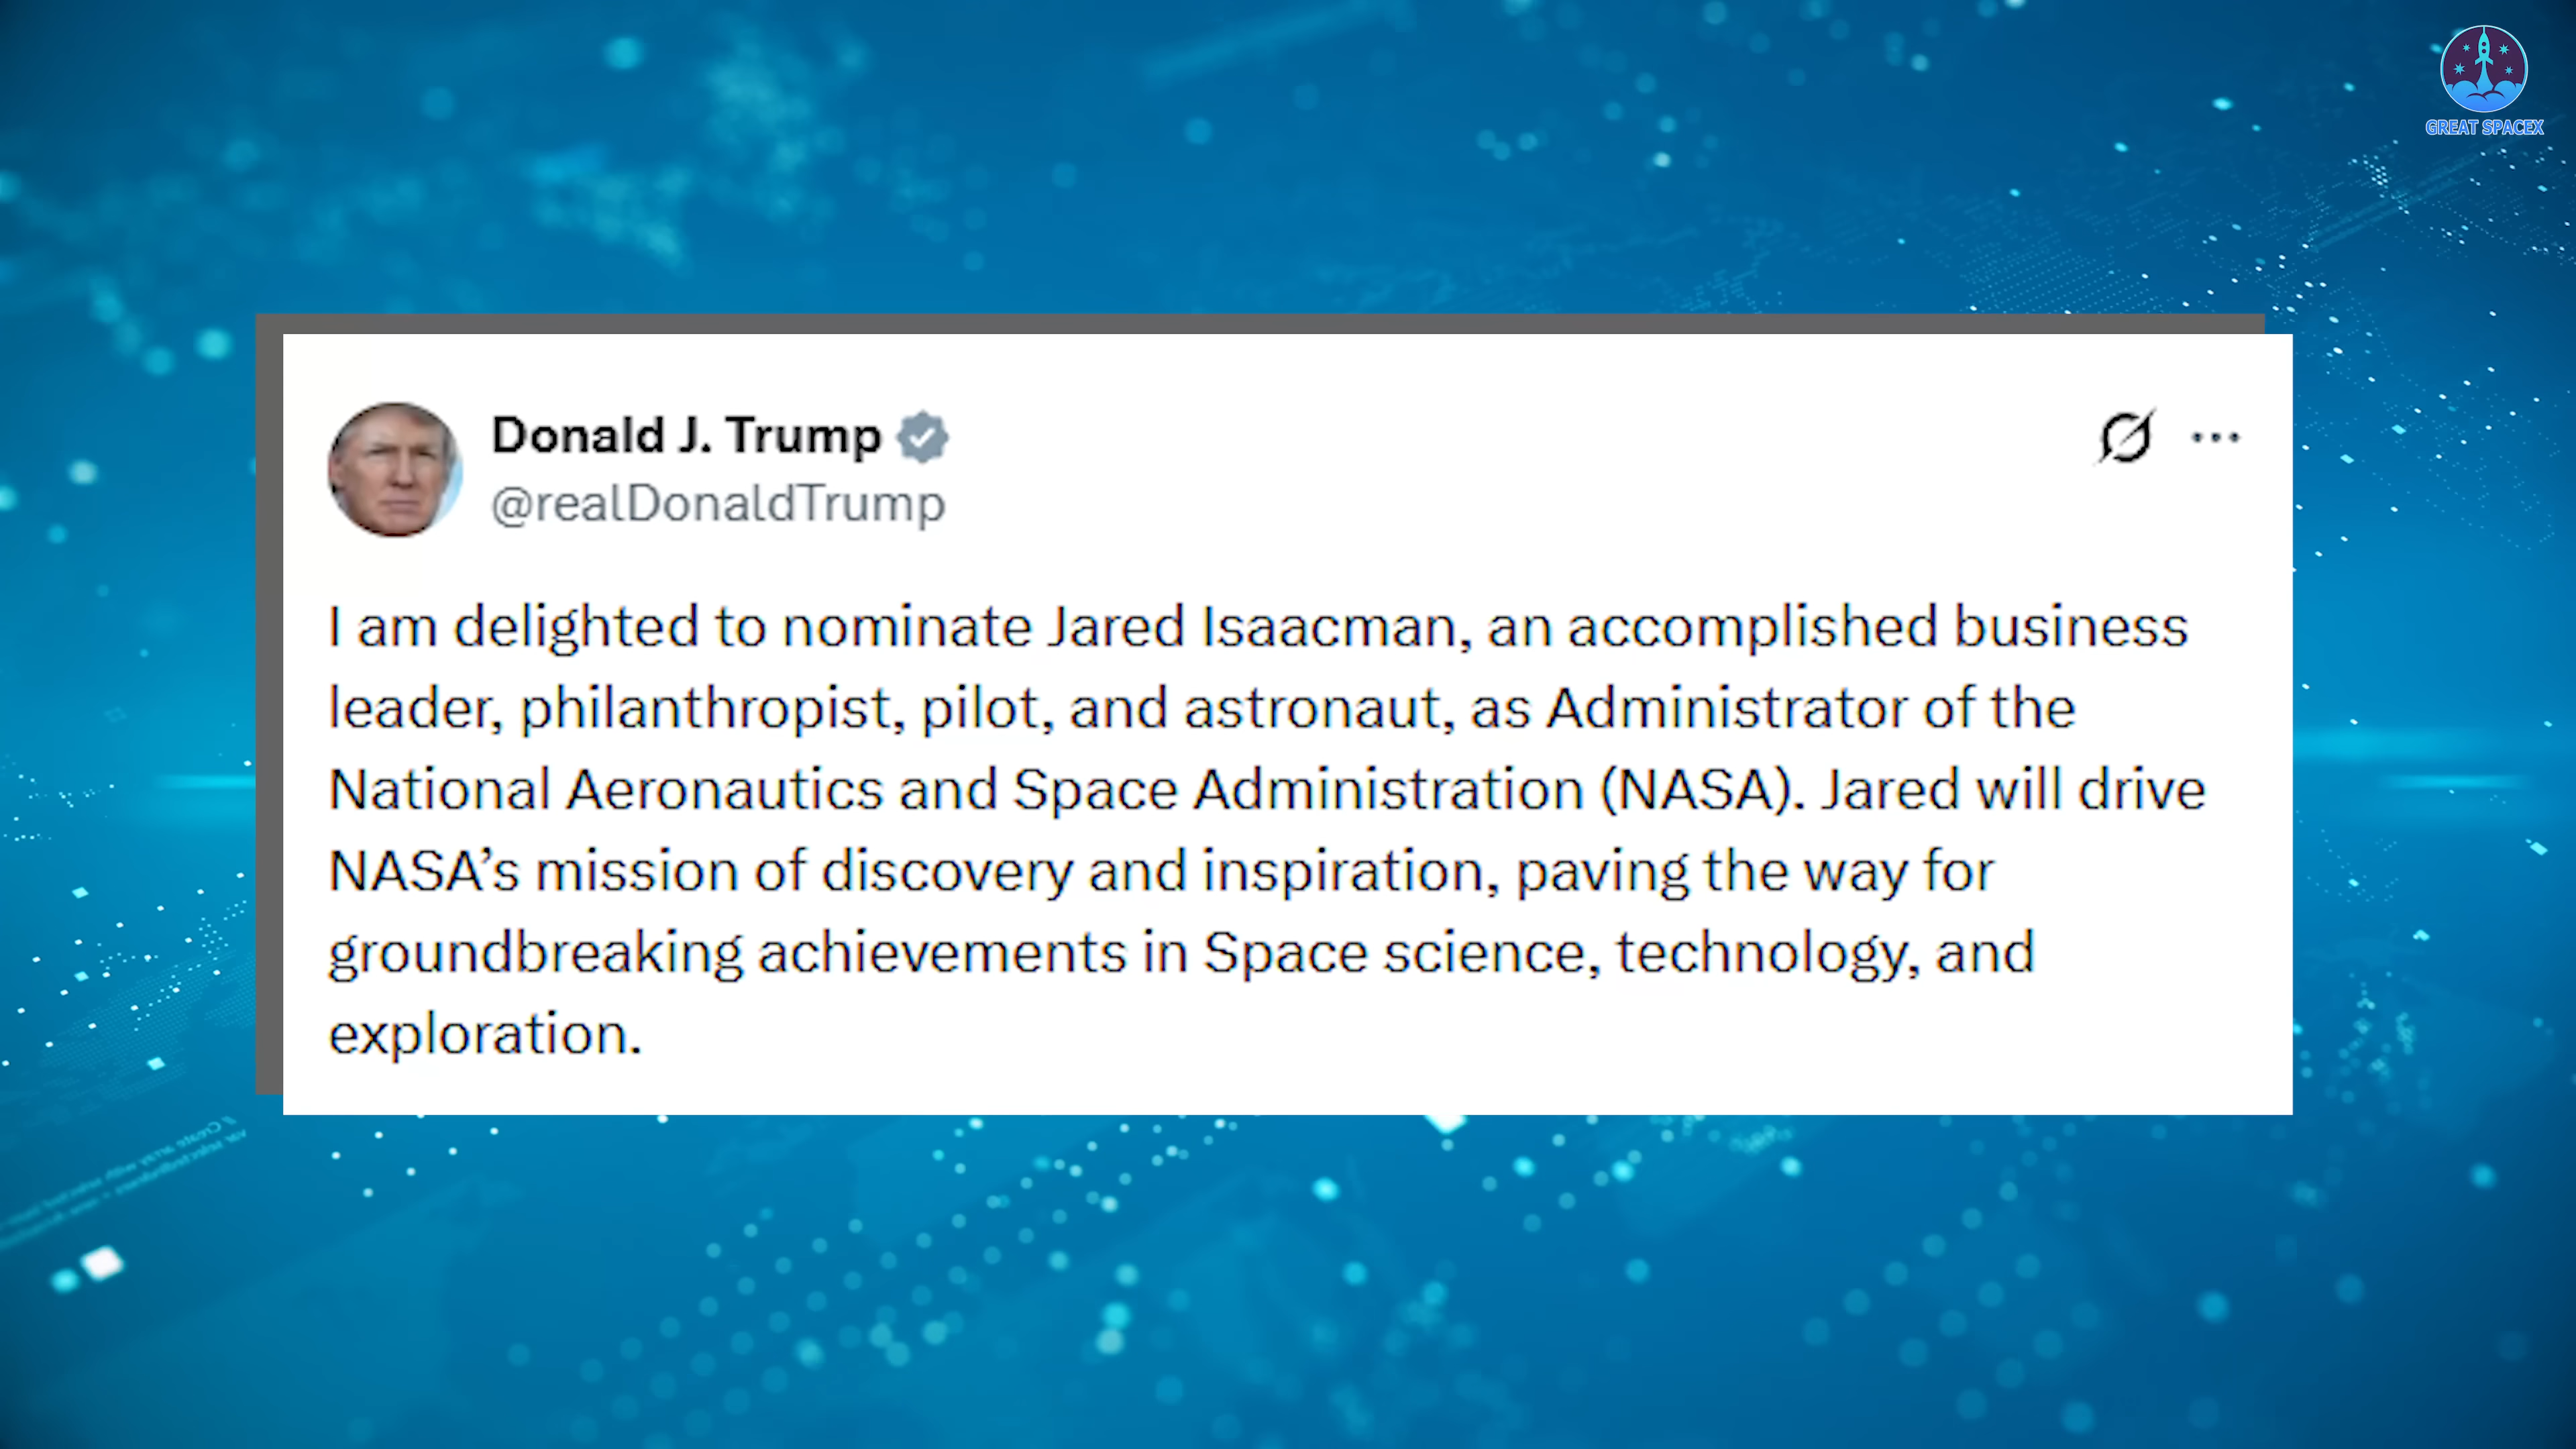 GREAT SPACEX
Donald J. Trump
@realDonaldTrump
I am delighted to nominate Jared Isaacman, an accomplished business
leader, philanthropist, pilot, and astronaut, as Administrator of the
National Aeronautics and Space Administration (NASA). Jared will drive
NASA’s mission of discovery and inspiration, paving the way for
groundbreaking achievements in Space science, technology, and
exploration.